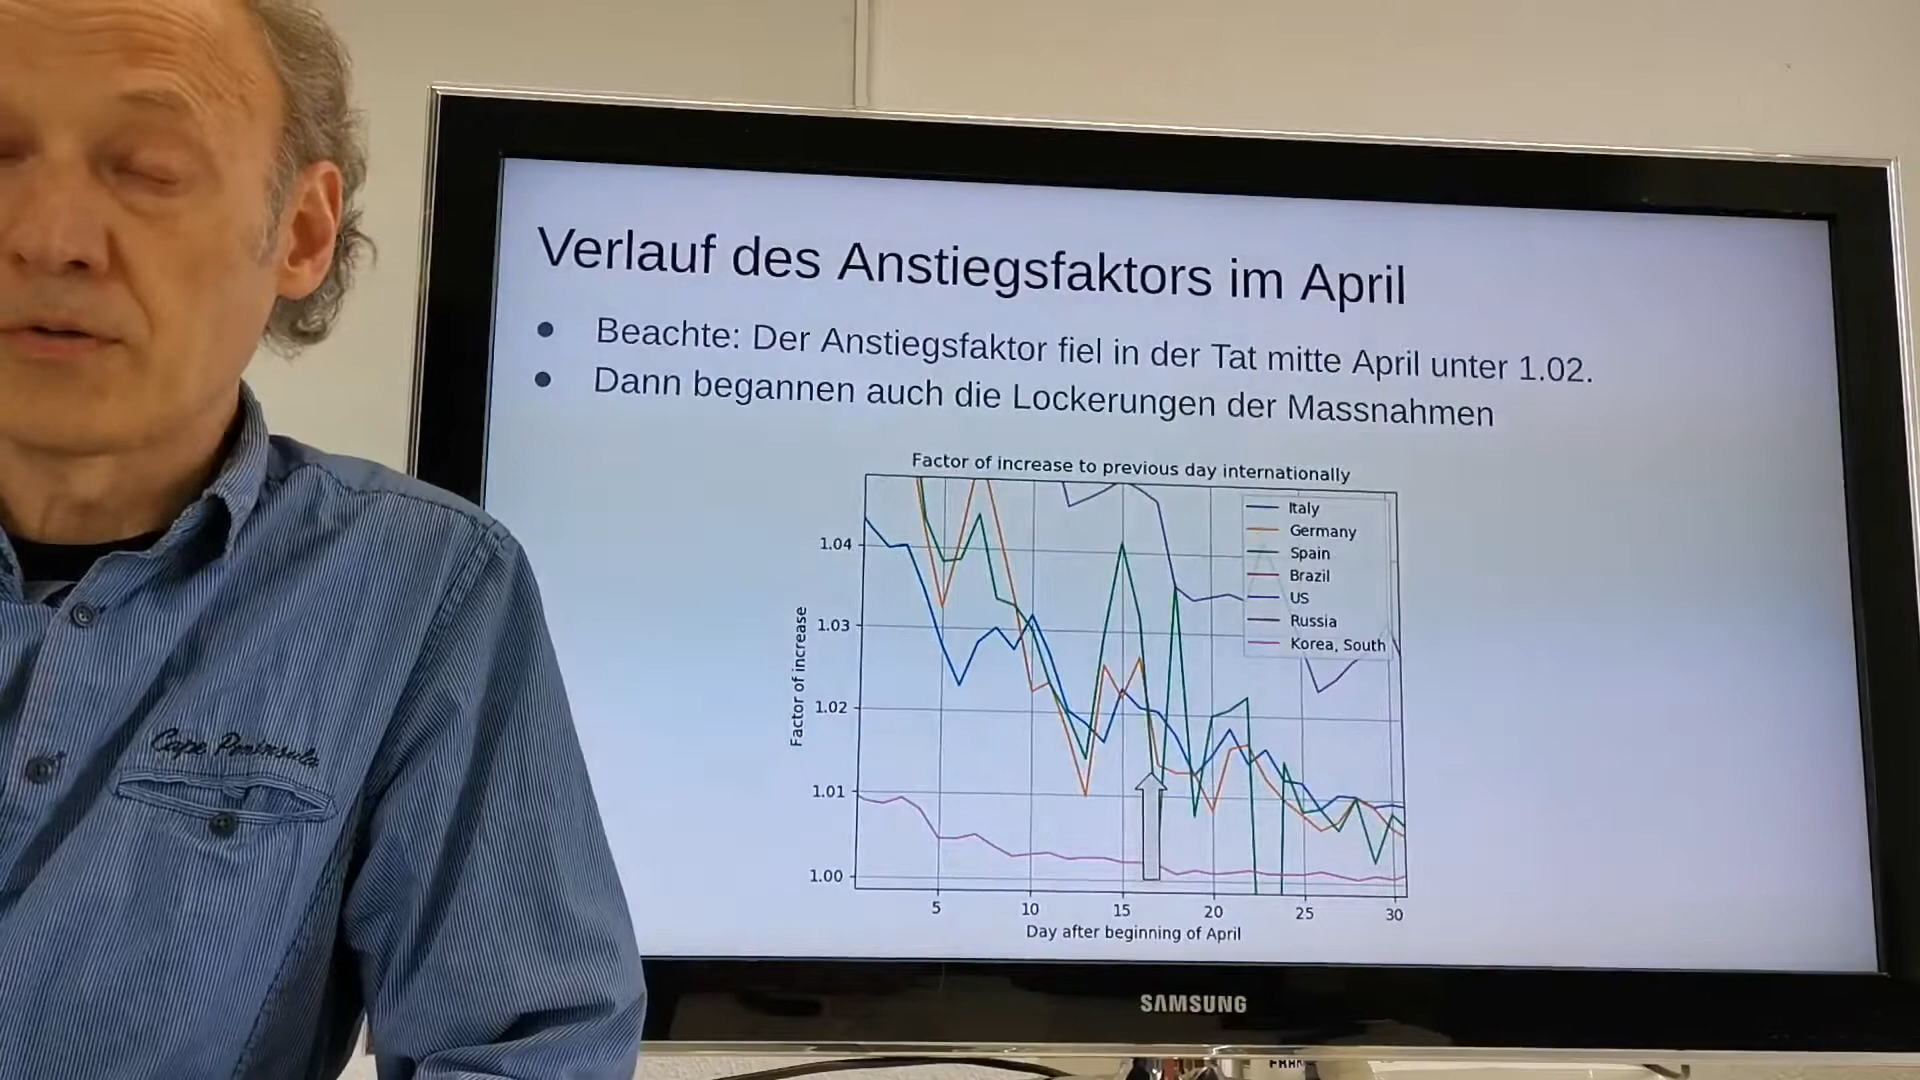 Verlauf des Anstiegsfaktors im April
● Beachte: Der Anstiegsfaktor fiel in der Tat mitte April unter 1.02.
● Dann begannen auch die Lockerungen der Massnahmen
Factor of increase to previous day internationally
Italy
Germany
Spain
Brazil
US
Russia
Korea, South
1.04
1.03
1.02
1.01
1.00
Factor of increase
5 10 15 20 25 30
Day after beginning of April
Cape Peninsula
SAMSUNG